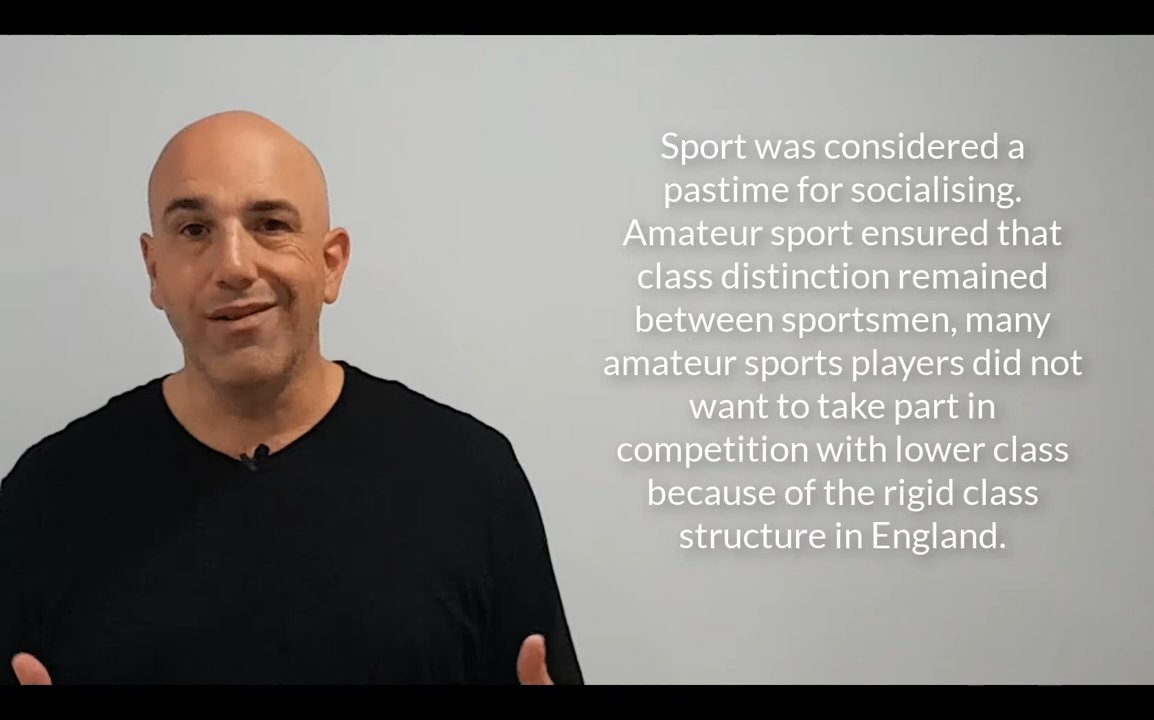 Sport was considered a
pastime for socialising.
Amateur sport ensured that
class distinction remained
between sportsmen, many
amateur sports players did not
want to take part in
competition with lower class
because of the rigid class
structure in England.